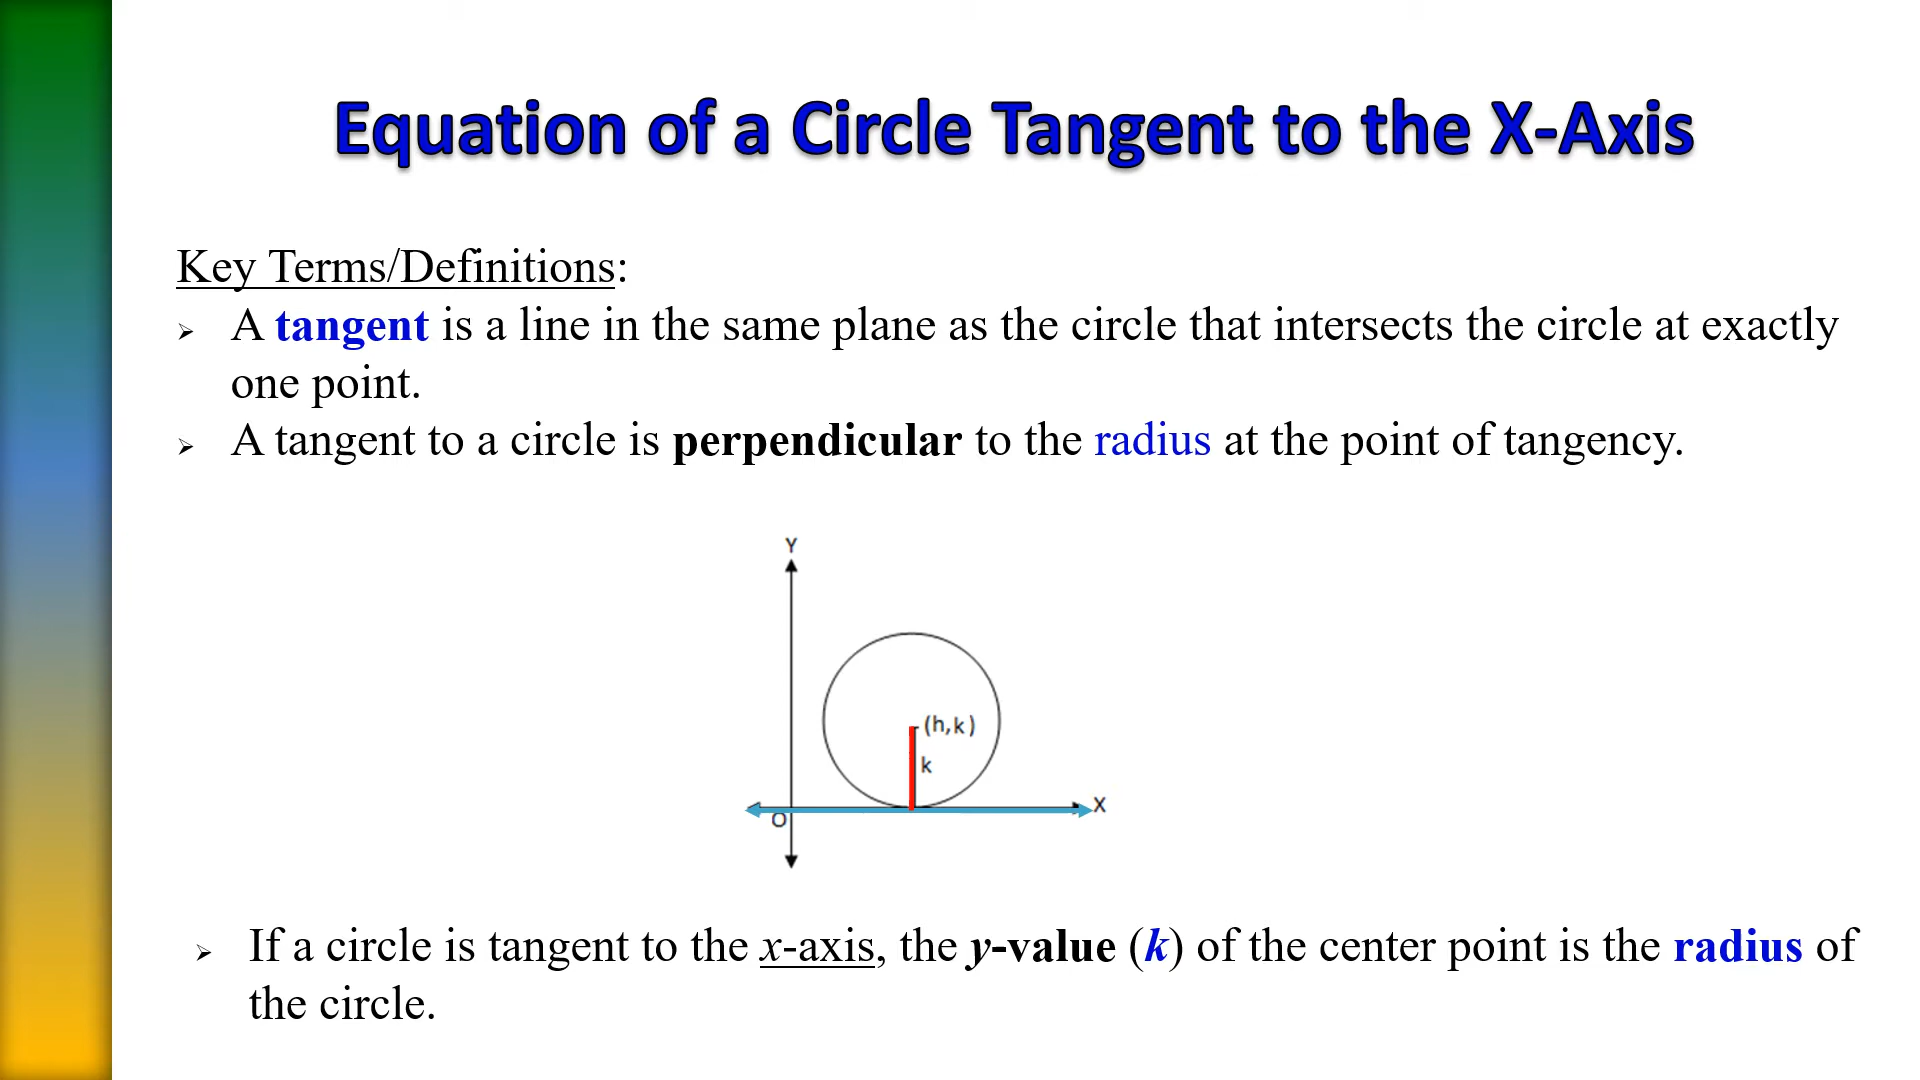 Equation of a Circle Tangent to the X-Axis
Key Terms/Definitions:
➢ A tangent is a line in the same plane as the circle that intersects the circle at exactly
one point.
➢ A tangent to a circle is perpendicular to the radius at the point of tangency.
Y
(h,k)
k
X
O
➢ If a circle is tangent to the x-axis, the y-value (k) of the center point is the radius of
the circle.